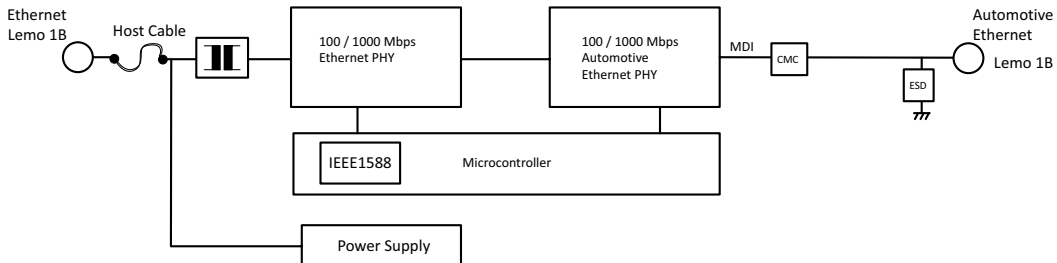 Ethernet
Lemo 1B
Host Cable
100 / 1000 Mbps
Ethernet PHY
100 / 1000 Mbps
Automotive
Ethernet PHY
MDI
CMC
Automotive
Ethernet
Lemo 1B
ESD
IEEE1588
Microcontroller
Power Supply